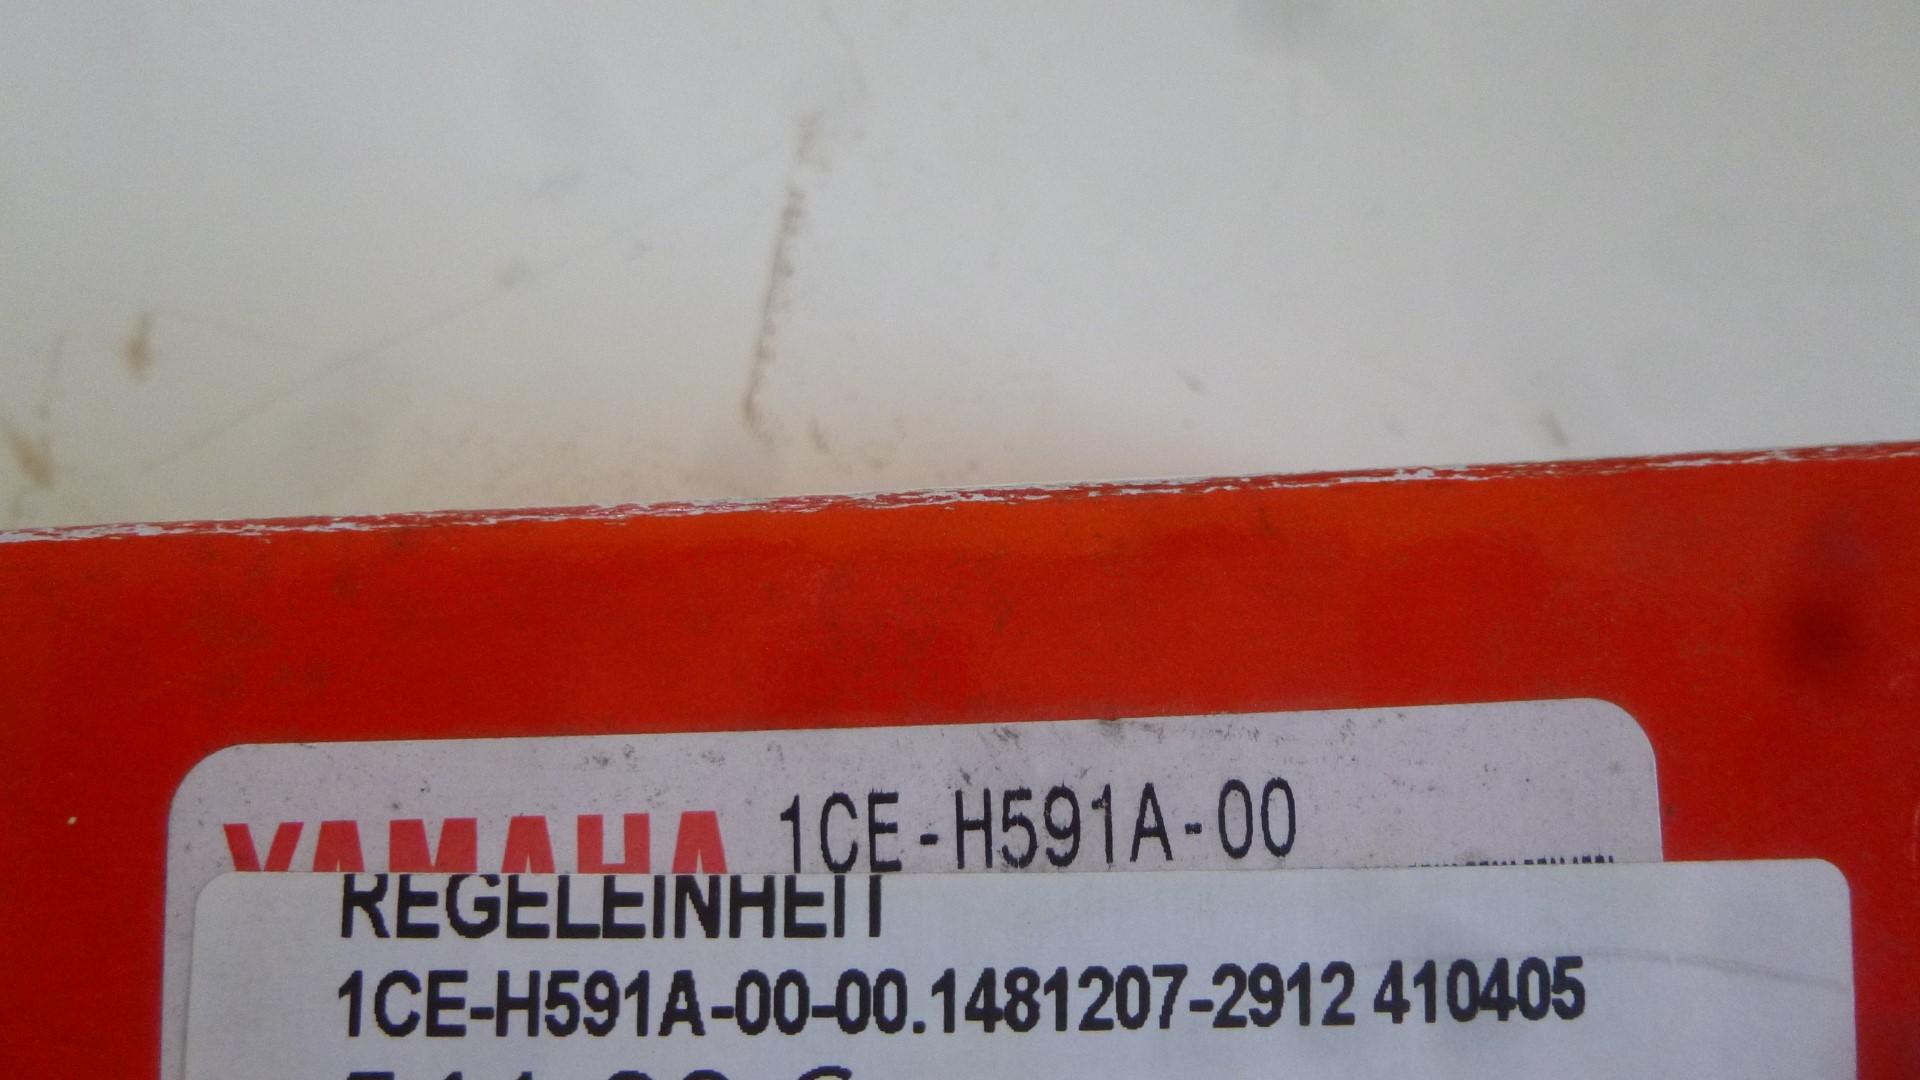 YAMAHA 1CE-H591A-00
REGELEINHEIT
1CE-H591A-00-00.1481207-2912 410405